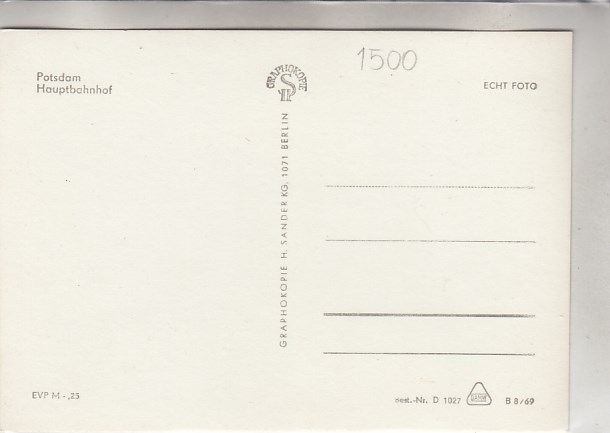 Potsdam
Hauptbahnhof
1500
GRAPHOKOPIE
ECHT FOTO
GRAPHOKOPIE H. SANDER KG, 1071 BERLIN
EVP M -,25
Best.-Nr. D 1027
B 8/69